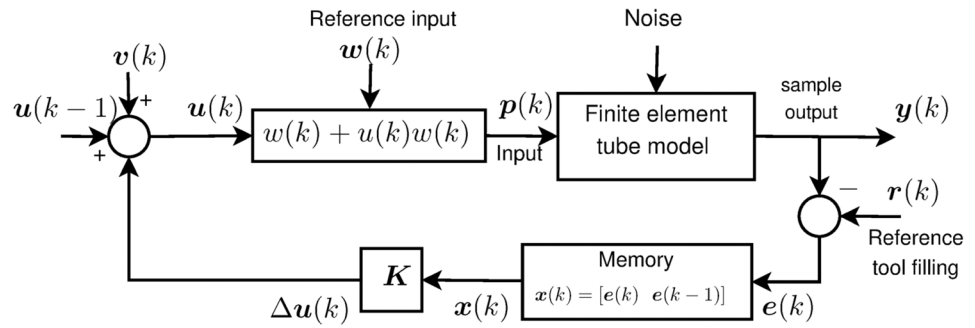 Reference input
w(k)
Noise
v(k)
+
u(k−1)
+
u(k)
w(k) + u(k)w(k)
p(k)
Input
Finite element
tube model
sample
output
y(k)
−
r(k)
Reference
tool filling
e(k)
Memory
x(k) = [e(k) e(k−1)]
x(k)
K
Δu(k)